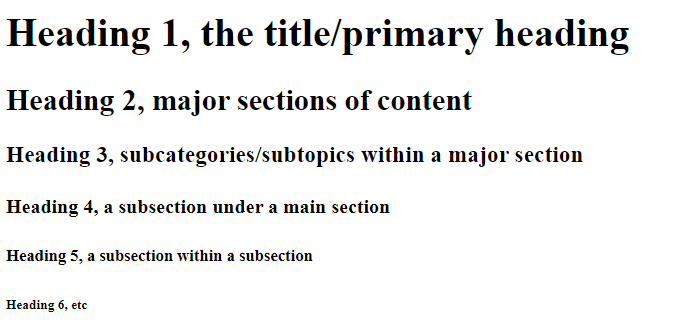 Heading 1, the title/primary heading
Heading 2, major sections of content
Heading 3, subcategories/subtopics within a major section
Heading 4, a subsection under a main section
Heading 5, a subsection within a subsection
Heading 6, etc